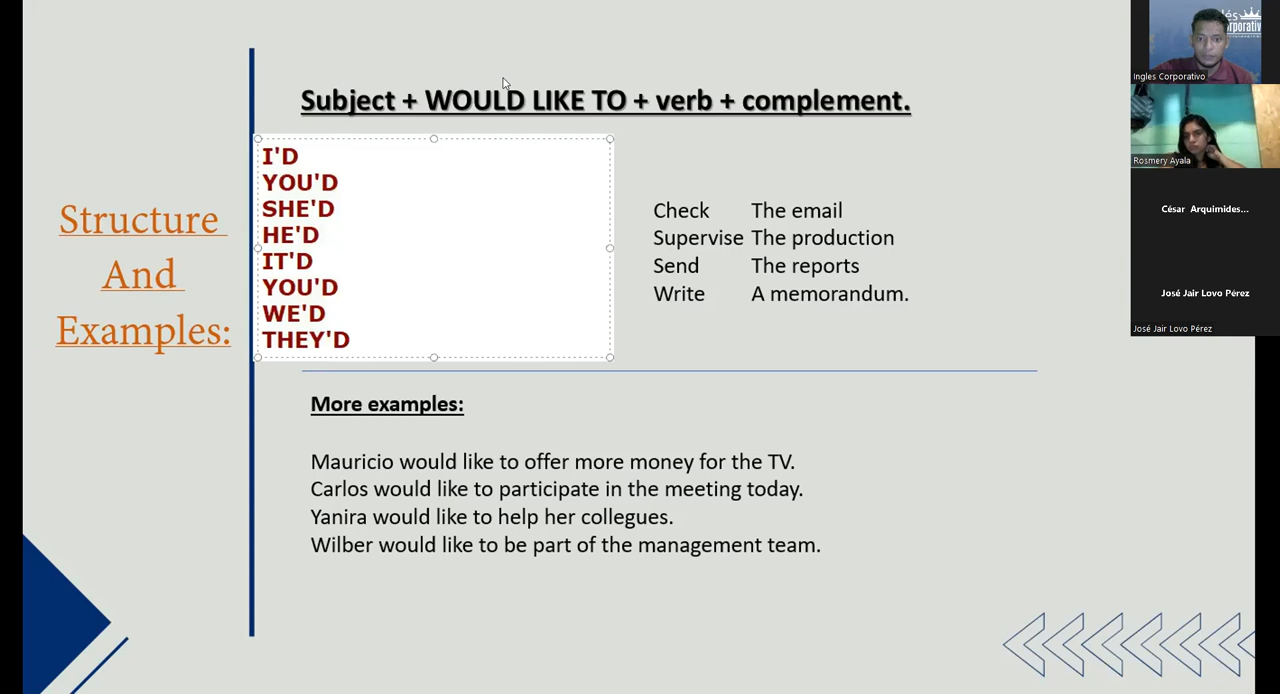 Subject + WOULD LIKE TO + verb + complement.
I'D
YOU'D
SHE'D
HE'D
IT'D
YOU'D
WE'D
THEY'D
Structure
And
Examples:
Check The email
Supervise The production
Send The reports
Write A memorandum.
More examples:
Mauricio would like to offer more money for the TV.
Carlos would like to participate in the meeting today.
Yanira would like to help her collegues.
Wilber would like to be part of the management team.
Ingles Corporativo
Rosmery Ayala
César Arquimides...
José Jair Lovo Pérez
José Jair Lovo Pérez